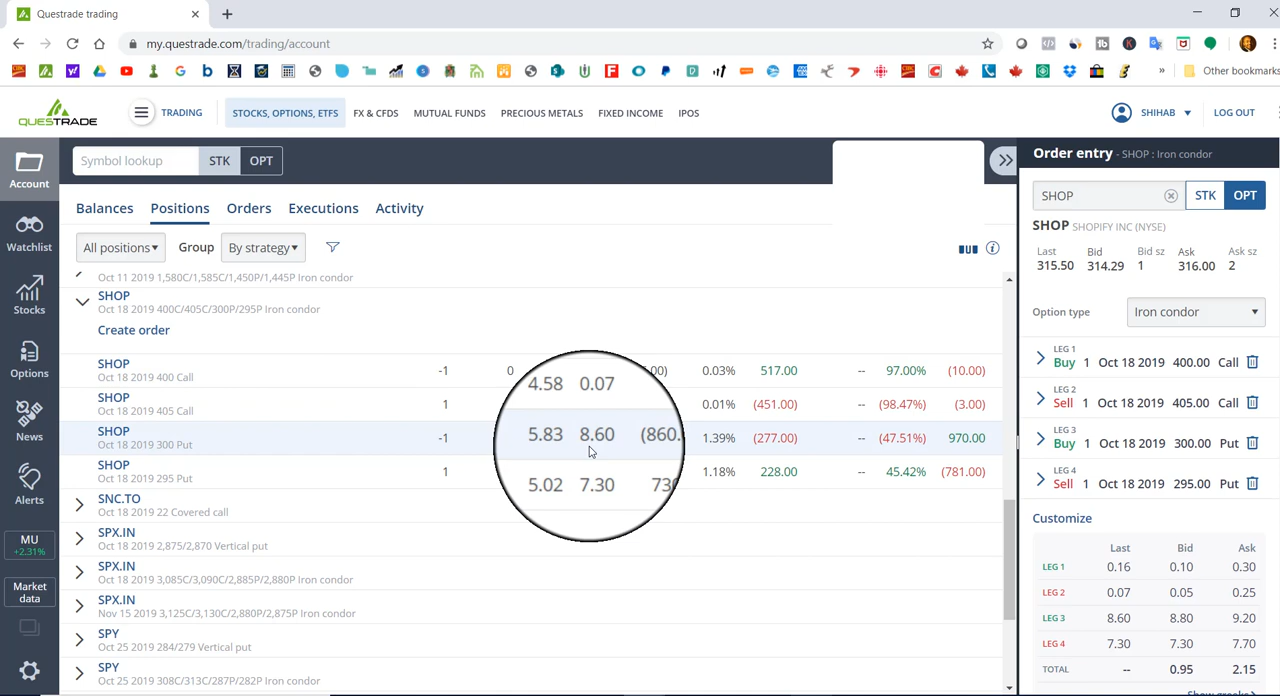 Questrade trading
my.questrade.com/trading/account
Other bookmarks
QUESTRADE
TRADING
STOCKS, OPTIONS, ETFS
FX & CFDS
MUTUAL FUNDS
PRECIOUS METALS
FIXED INCOME
IPOS
SHIHAB
LOG OUT
Account
Watchlist
Stocks
Options
News
Alerts
MU
+2.31%
Market
data
Symbol lookup
STK
OPT
Balances
Positions
Orders
Executions
Activity
All positions
Group
By strategy
Oct 11 2019 1,580C/1,585C/1,450P/1,445P Iron condor
SHOP
Oct 18 2019 400C/405C/300P/295P Iron condor
Create order
SHOP -1 0 0.03% 517.00 -- 97.00% (10.00)
Oct 18 2019 400 Call
SHOP 1 4.58 0.07 0.01% (451.00) -- (98.47%) (3.00)
Oct 18 2019 405 Call
SHOP -1 5.83 8.60 (860. 1.39% (277.00) -- (47.51%) 970.00
Oct 18 2019 300 Put
SHOP 1 5.02 7.30 1.18% 228.00 -- 45.42% (781.00)
Oct 18 2019 295 Put
SNC.TO
Oct 18 2019 22 Covered call
SPX.IN
Oct 18 2019 2,875/2,870 Vertical put
SPX.IN
Oct 18 2019 3,085C/3,090C/2,885P/2,880P Iron condor
SPX.IN
Nov 15 2019 3,125C/3,130C/2,880P/2,875P Iron condor
SPY
Oct 25 2019 284/279 Vertical put
SPY
Oct 25 2019 308C/313C/287P/282P Iron condor
Order entry - SHOP : Iron condor
SHOP
STK
OPT
SHOP SHOPIFY INC (NYSE)
Last Bid Bid sz Ask Ask sz
315.50 314.29 1 316.00 2
Option type
Iron condor
LEG 1
Buy 1 Oct 18 2019 400.00 Call
LEG 2
Sell 1 Oct 18 2019 405.00 Call
LEG 3
Buy 1 Oct 18 2019 300.00 Put
LEG 4
Sell 1 Oct 18 2019 295.00 Put
Customize
Last Bid Ask
LEG 1 0.16 0.10 0.30
LEG 2 0.07 0.05 0.25
LEG 3 8.60 8.80 9.20
LEG 4 7.30 7.30 7.70
TOTAL -- 0.95 2.15